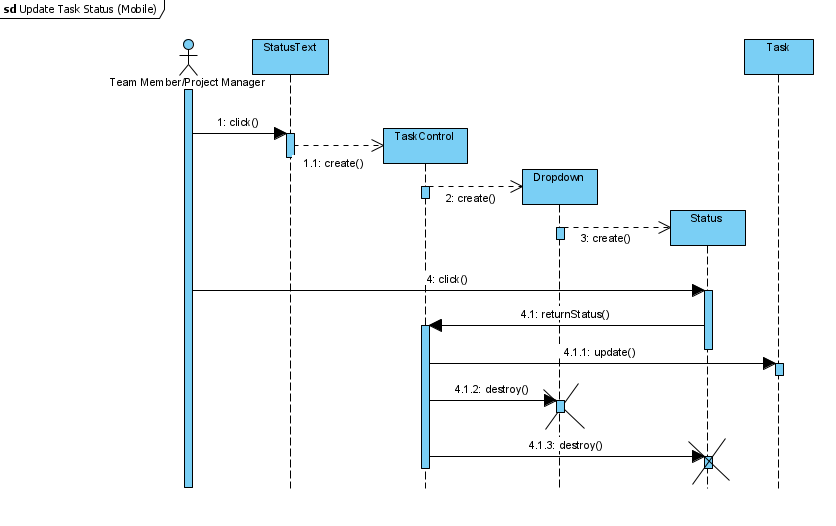 sd Update Task Status (Mobile)
StatusText
Task
Team Member/Project Manager
1: click()
TaskControl
1.1: create()
Dropdown
2: create()
Status
3: create()
4: click()
4.1: returnStatus()
4.1.1: update()
4.1.2: destroy()
4.1.3: destroy()